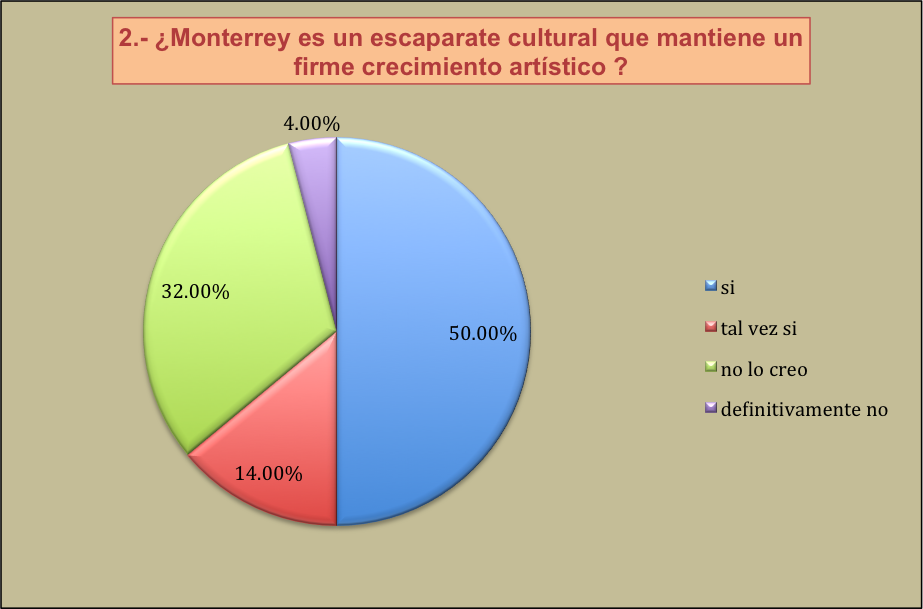 2.- ¿Monterrey es un escaparate cultural que mantiene un
firme crecimiento artístico ?
4.00%
32.00%
50.00%
14.00%
si
tal vez si
no lo creo
definitivamente no